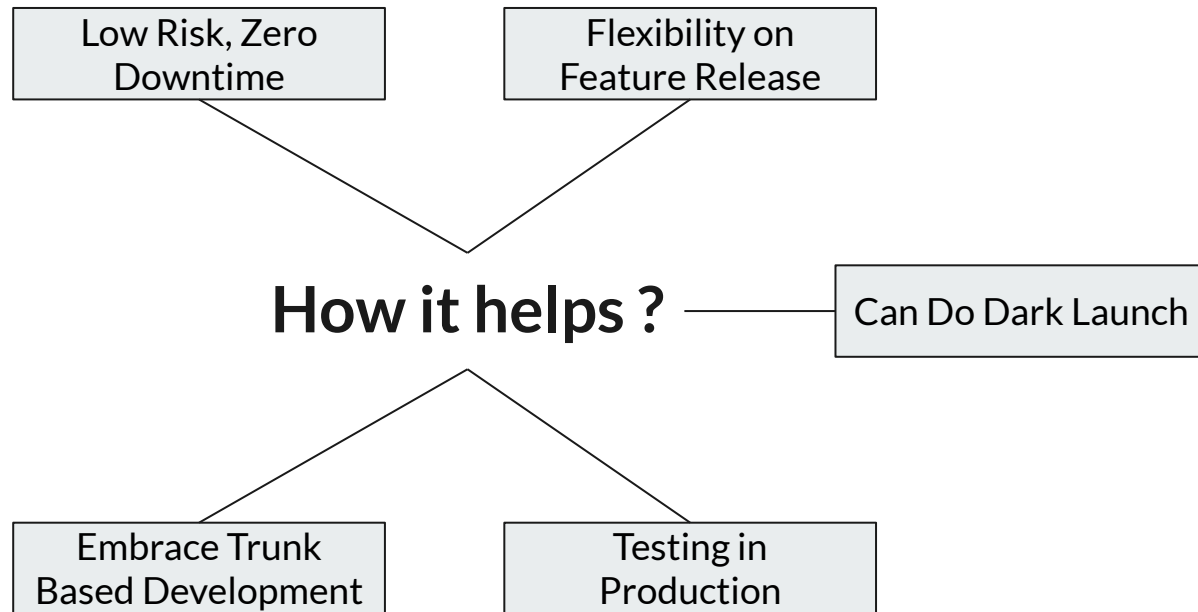 Low Risk, Zero
Downtime
Flexibility on
Feature Release
How it helps ?
Can Do Dark Launch
Embrace Trunk
Based Development
Testing in
Production